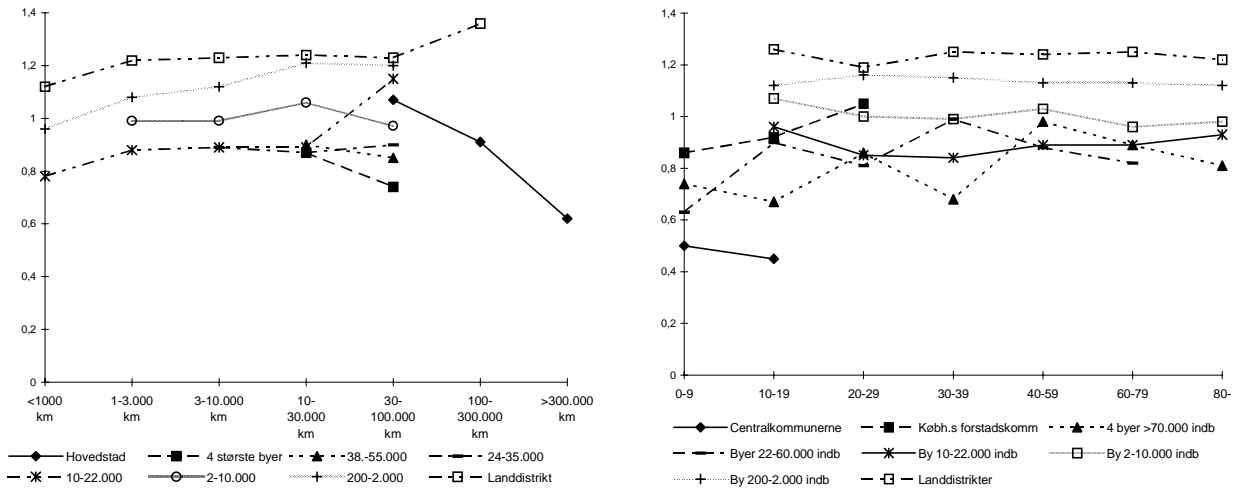 1,4
1,2
1
0,8
0,6
0,4
0,2
0
<1000 km
1-3.000 km
3-10.000 km
10-30.000 km
30-100.000 km
100-300.000 km
>300.000 km
Hovedstad
4 største byer
38.-55.000
24-35.000
10-22.000
2-10.000
200-2.000
Landdistrikt
1,4
1,2
1
0,8
0,6
0,4
0,2
0
0-9
10-19
20-29
30-39
40-59
60-79
80-
Centralkommunerne
Købh.s forstadskomm
4 byer >70.000 indb
Byer 22-60.000 indb
By 10-22.000 indb
By 2-10.000 indb
By 200-2.000 indb
Landdistrikter